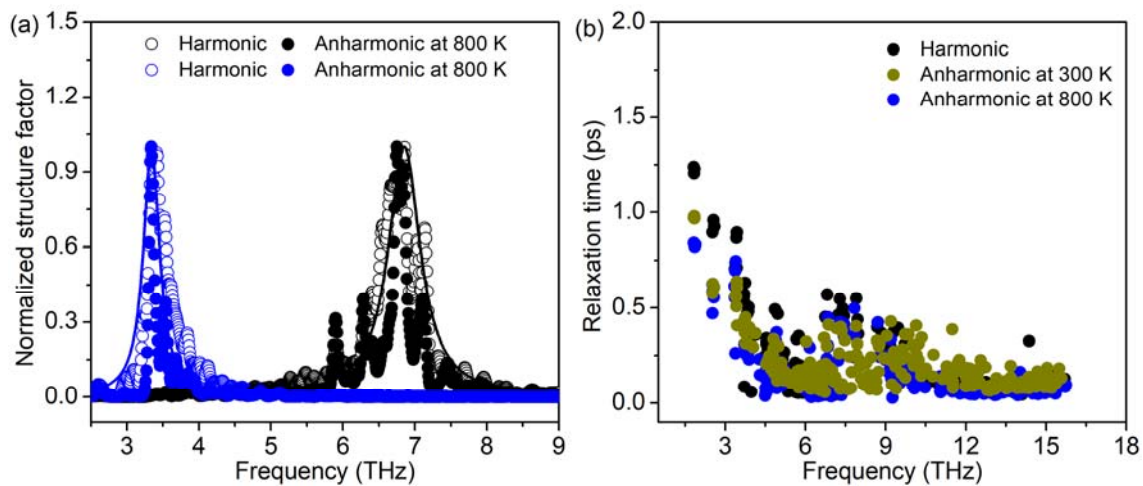 (a)
Harmonic
Anharmonic at 800 K
Harmonic
Anharmonic at 800 K
Normalized structure factor
1.5
1.2
0.9
0.6
0.3
0.0
3 4 5 6 7 8 9
Frequency (THz)
(b)
Harmonic
Anharmonic at 300 K
Anharmonic at 800 K
Relaxation time (ps)
2.0
1.5
1.0
0.5
0.0
3 6 9 12 15 18
Frequency (THz)